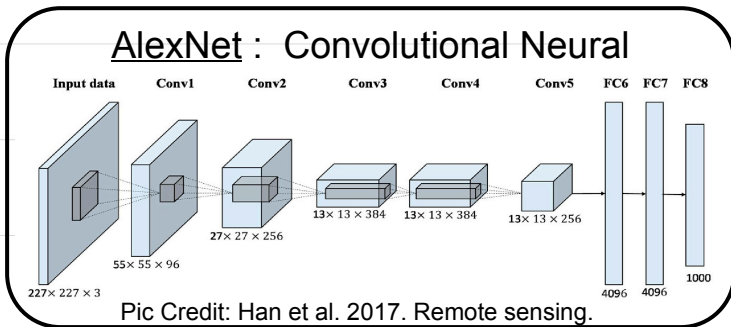 AlexNet : Convolutional Neural
Input data Conv1 Conv2 Conv3 Conv4 Conv5 FC6 FC7 FC8
13× 13 × 384 13× 13 × 384 13× 13 × 256
27× 27 × 256
55× 55 × 96
1000
227× 227 × 3 4096 4096
Pic Credit: Han et al. 2017. Remote sensing.